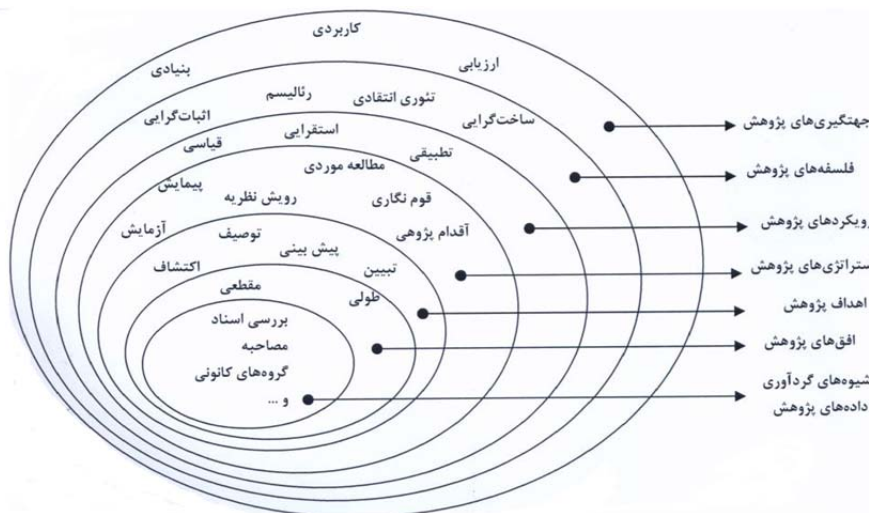 کاربردی
ارزیابی
بنیادی
تئوری انتقادی
رئالیسم
ساخت‌گرایی
اثبات‌گرایی
استقرایی
قیاسی
تطبیقی
مطالعه موردی
پیمایش
قوم نگاری
رویش نظریه
آقدام پژوهی
آزمایش
توصیف
پیش بینی
تبیین
اکتشاف
مقطعی
طولی
بررسی اسناد
مصاحبه
گروه‌های کانونی
و ...
جهتگیری‌های پژوهش
فلسفه‌های پژوهش
رویکردهای پژوهش
ستراتژی‌های پژوهش
اهداف پژوهش
افق‌های پژوهش
شیوه‌های گردآوری
داده‌های پژوهش